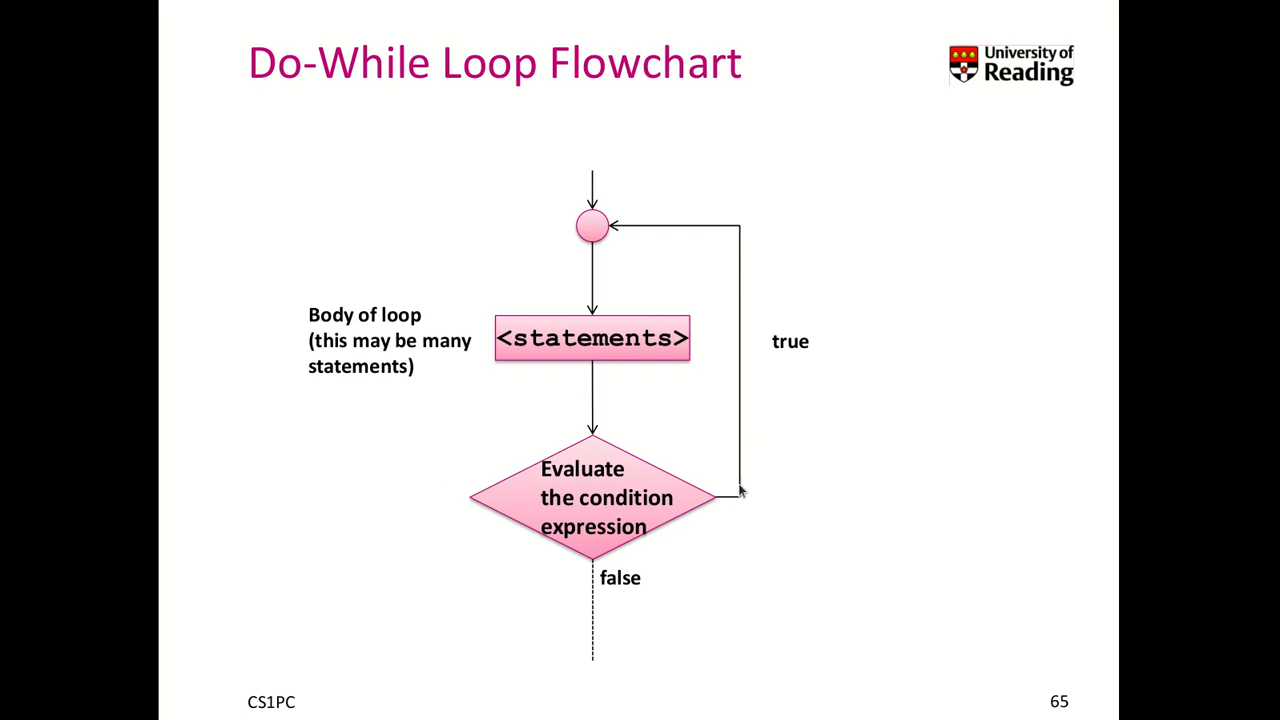 Do-While Loop Flowchart
University of
Reading
Body of loop
(this may be many
statements)
<statements>
true
Evaluate
the condition
expression
false
CS1PC
65